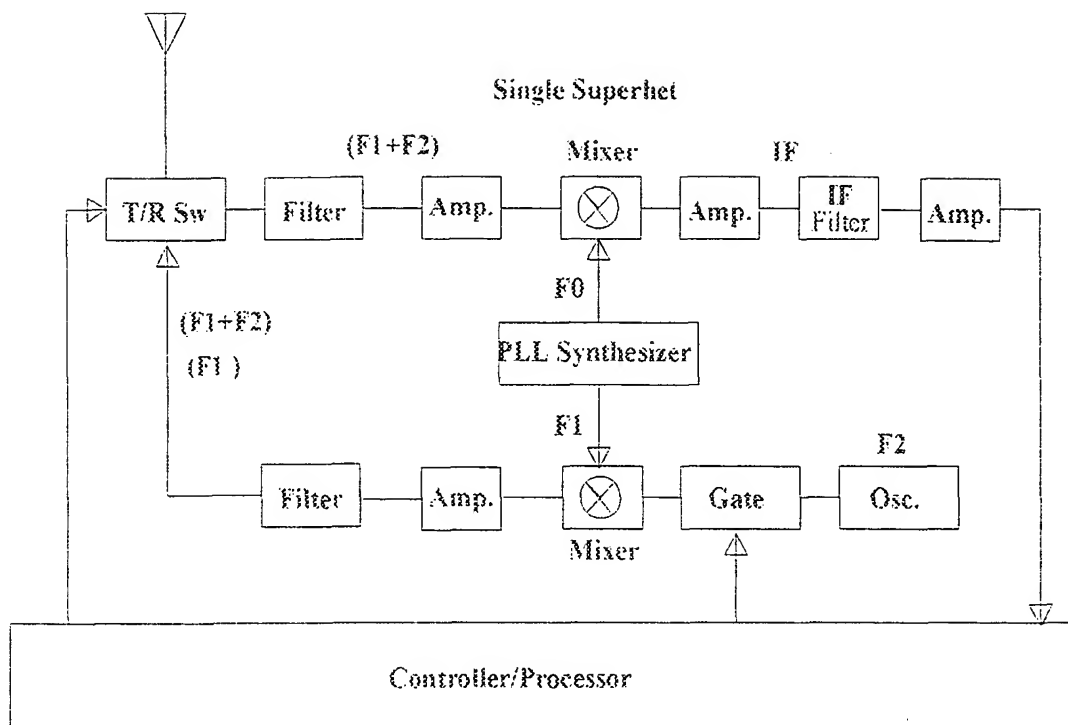 Single Superhet
(F1+F2)
Mixer
IF
T/R Sw
Filter
Amp.
Amp.
IF
Filter
Amp.
F0
(F1+F2)
(F1 )
PLL Synthesizer
F1
F2
Filter
Amp.
Gate
Osc.
Mixer
Controller/Processor